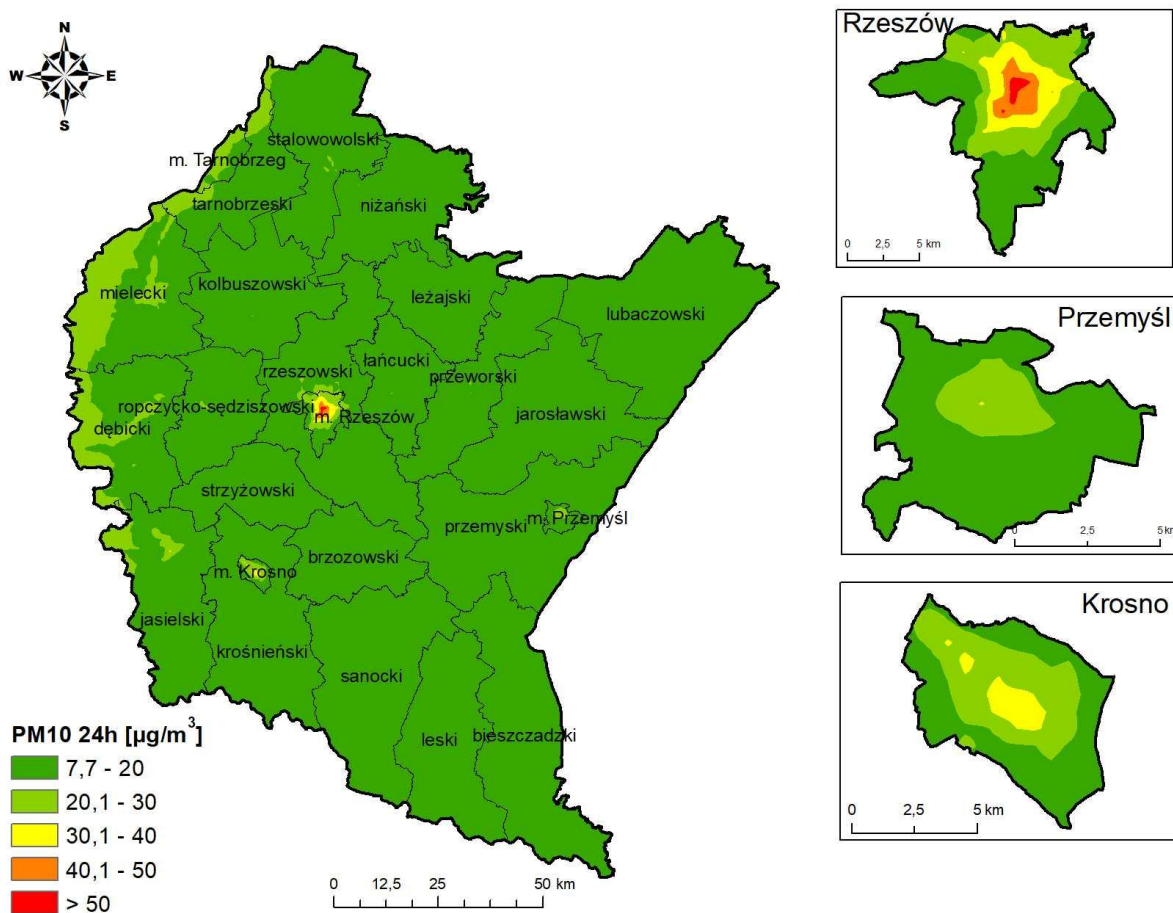 N
W E
S
stalowowolski
m. Tarnobrzeg
tarnobrzeski
niżański
mielecki
kolbuszowski
leżajski
lubaczowski
rzeszowski
łańcucki
przeworski
ropczycko-sędziszowski
m. Rzeszów
jarosławski
dębicki
strzyżowski
przemyski
m. Przemyśl
brzozowski
m. Krosno
jasielski
krośnieński
sanocki
leski
bieszczadzki
PM10 24h [µg/m³]
7,7 - 20
20,1 - 30
30,1 - 40
40,1 - 50
> 50
0 12,5 25 50 km
Rzeszów
0 2,5 5 km
Przemyśl
0 2,5 5 km
Krosno
0 2,5 5 km